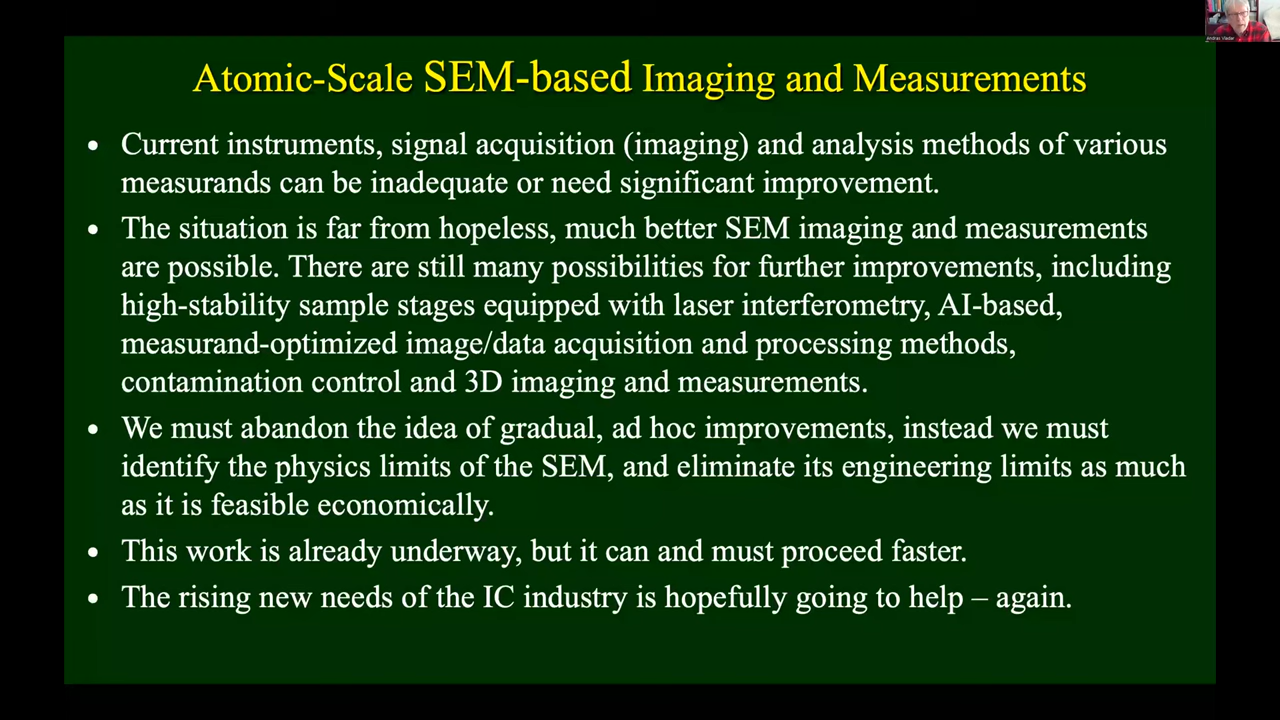 Atomic-Scale SEM-based Imaging and Measurements
• Current instruments, signal acquisition (imaging) and analysis methods of various
measurands can be inadequate or need significant improvement.
• The situation is far from hopeless, much better SEM imaging and measurements
are possible. There are still many possibilities for further improvements, including
high-stability sample stages equipped with laser interferometry, AI-based,
measurand-optimized image/data acquisition and processing methods,
contamination control and 3D imaging and measurements.
• We must abandon the idea of gradual, ad hoc improvements, instead we must
identify the physics limits of the SEM, and eliminate its engineering limits as much
as it is feasible economically.
• This work is already underway, but it can and must proceed faster.
• The rising new needs of the IC industry is hopefully going to help – again.